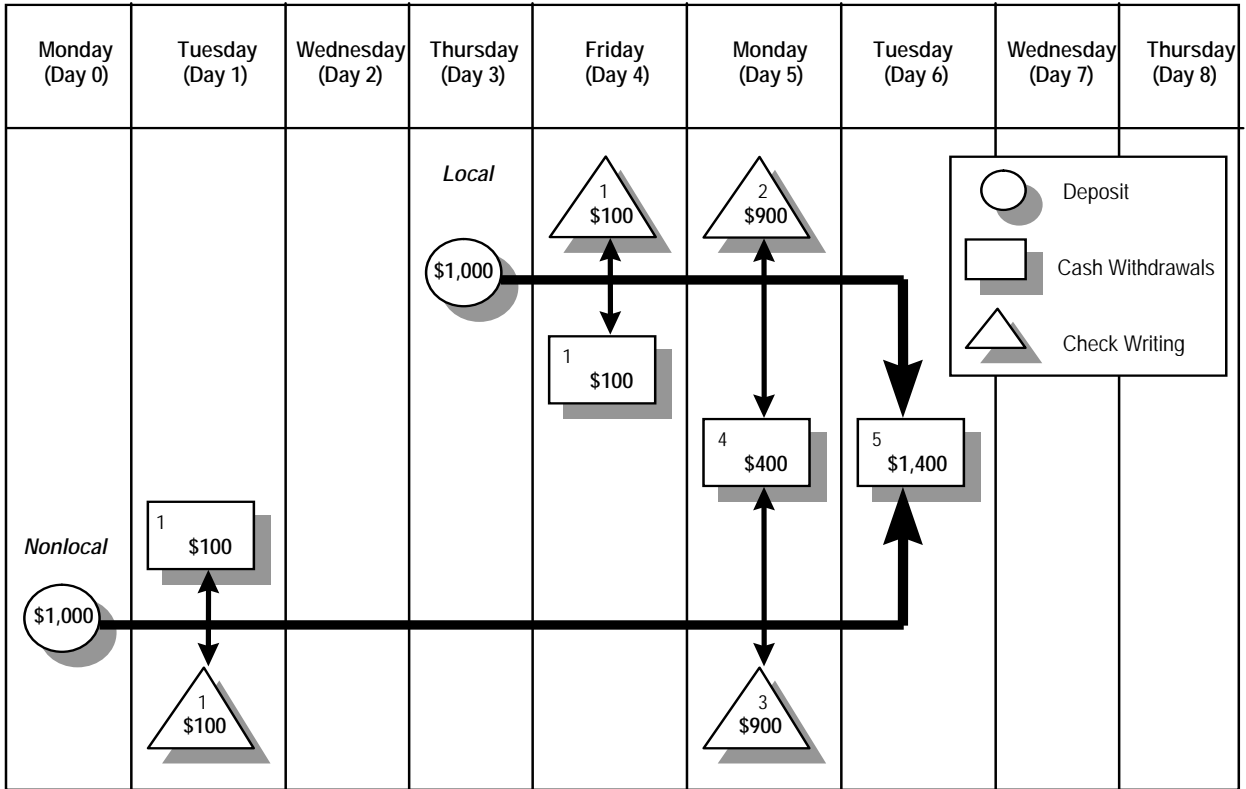 Monday
(Day 0)
Tuesday
(Day 1)
Wednesday
(Day 2)
Thursday
(Day 3)
Friday
(Day 4)
Monday
(Day 5)
Tuesday
(Day 6)
Wednesday
(Day 7)
Thursday
(Day 8)
Local
1
$100
2
$900
$1,000
1
$100
Deposit
Cash Withdrawals
Check Writing
4
$400
5
$1,400
Nonlocal
1
$100
$1,000
1
$100
3
$900